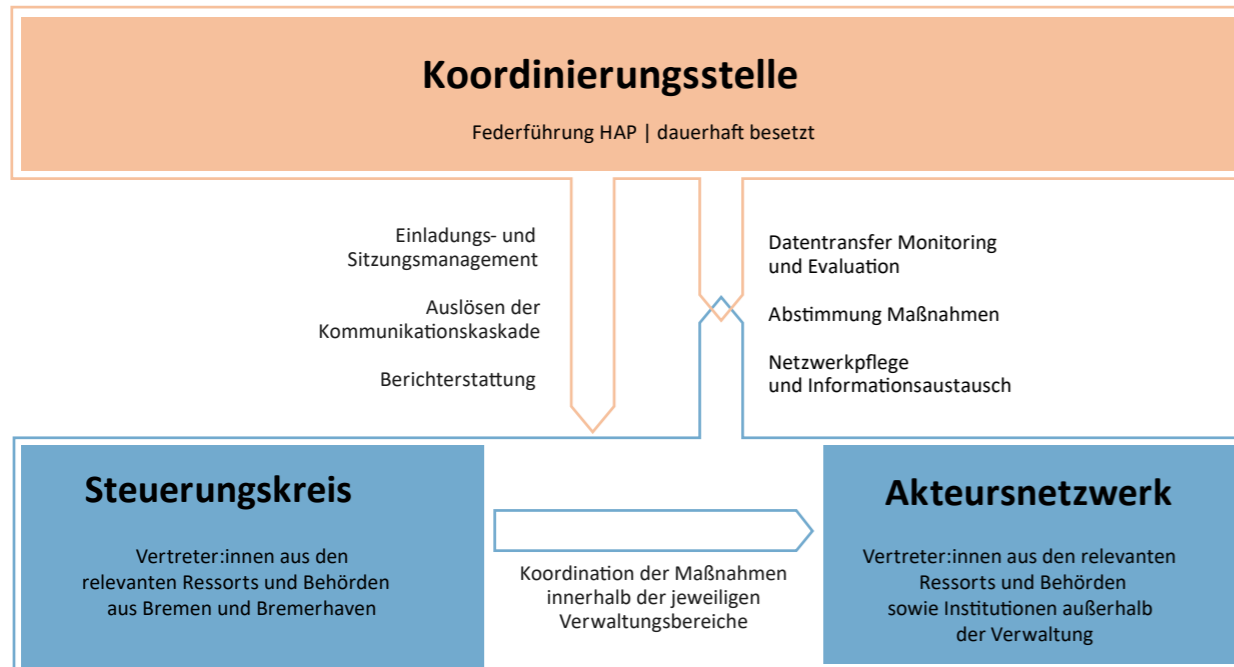 Koordinierungsstelle
Federführung HAP | dauerhaft besetzt
Einladungs- und
Sitzungsmanagement
Auslösen der
Kommunikationskaskade
Berichterstattung
Datentransfer Monitoring
und Evaluation
Abstimmung Maßnahmen
Netzwerkpflege
und Informationsaustausch
Steuerungskreis
Vertreter:innen aus den
relevanten Ressorts und Behörden
aus Bremen und Bremerhaven
Koordination der Maßnahmen
innerhalb der jeweiligen
Verwaltungsbereiche
Akteursnetzwerk
Vertreter:innen aus den relevanten
Ressorts und Behörden
sowie Institutionen außerhalb
der Verwaltung